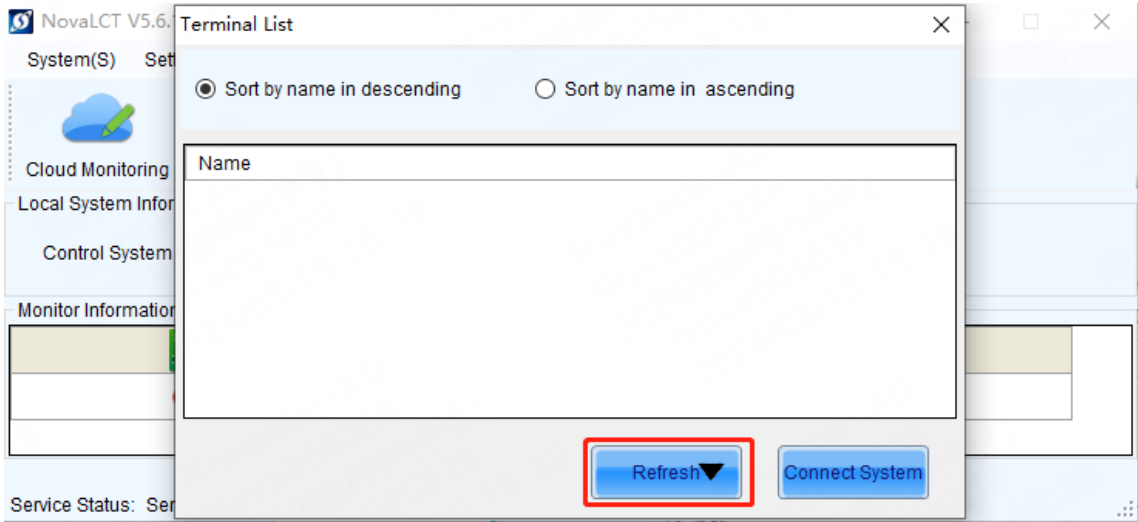 NovaLCT V5.6.
Terminal List
System(S) Set
Sort by name in descending
Sort by name in ascending
Cloud Monitoring
Name
Local System Infor
Control System
Monitor Information
Refresh
Connect System
Service Status: Ser